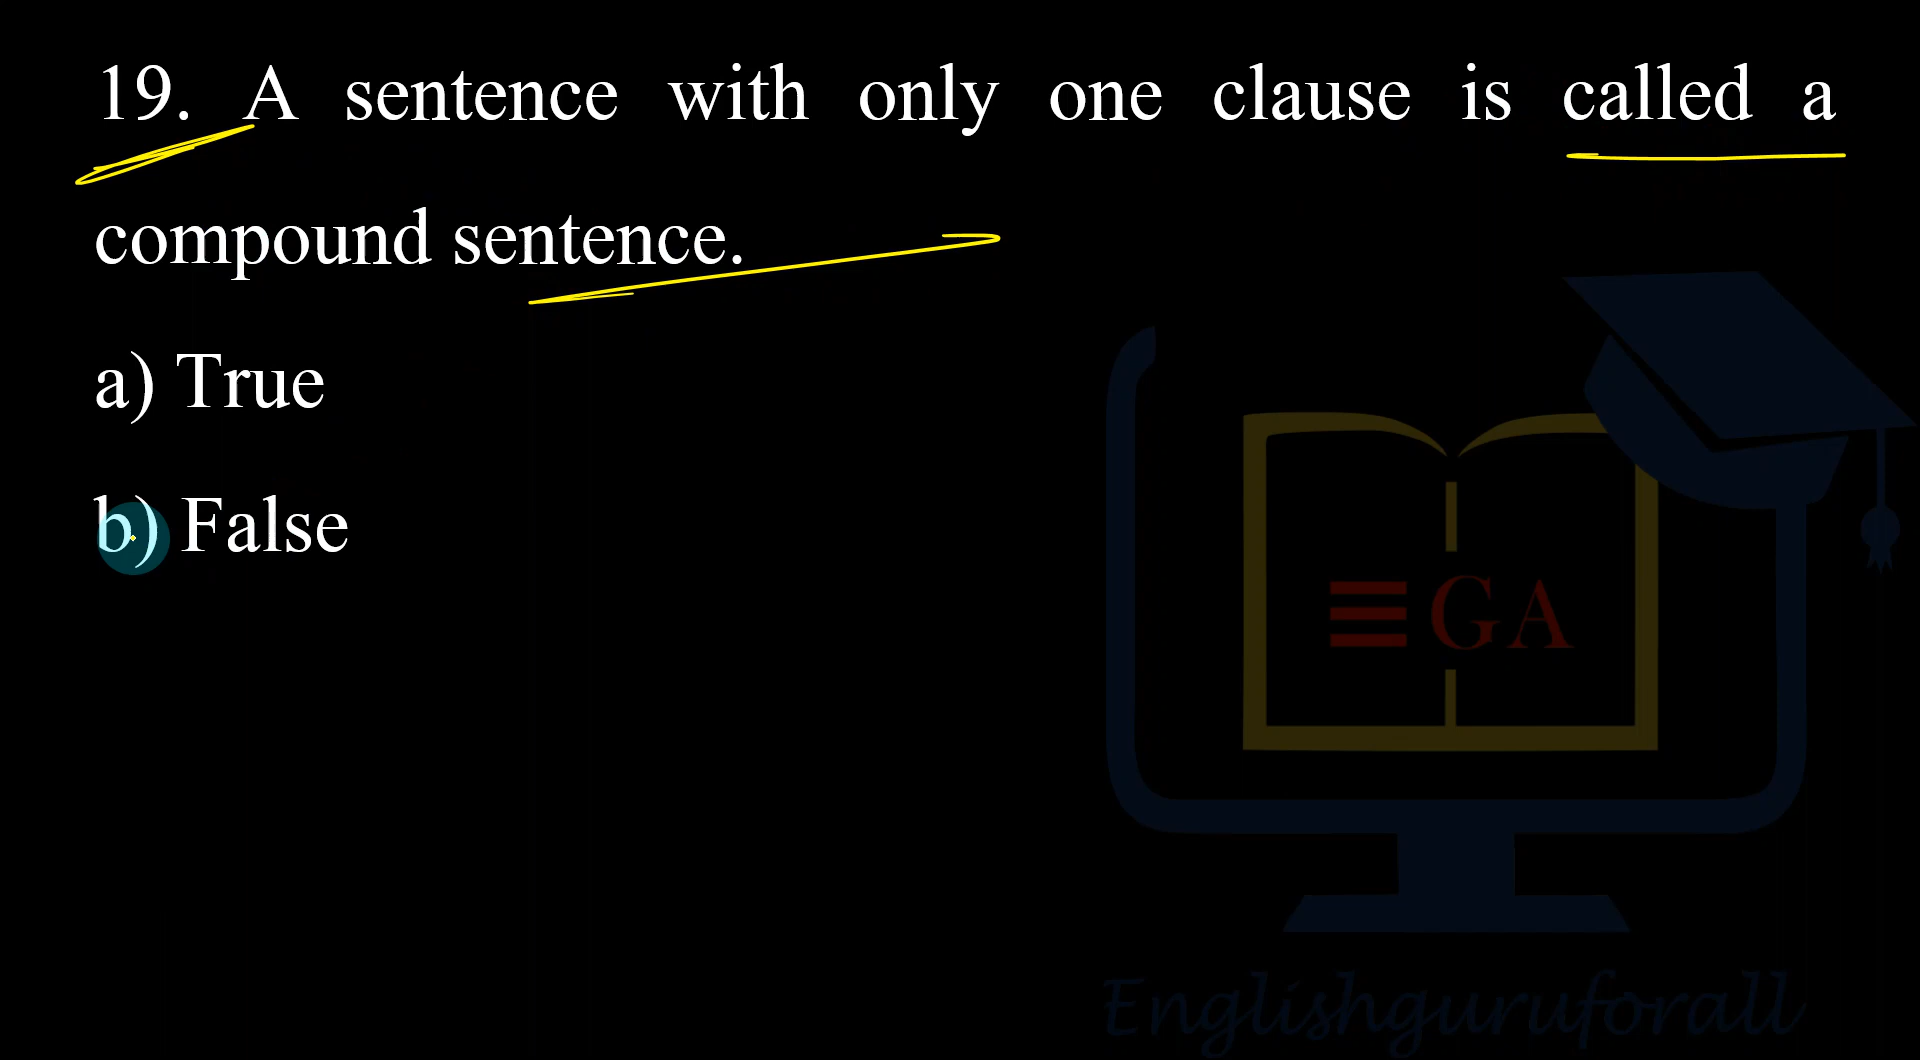 19. A sentence with only one clause is called a
compound sentence.
a) True
b) False
GA
Englishguruforall